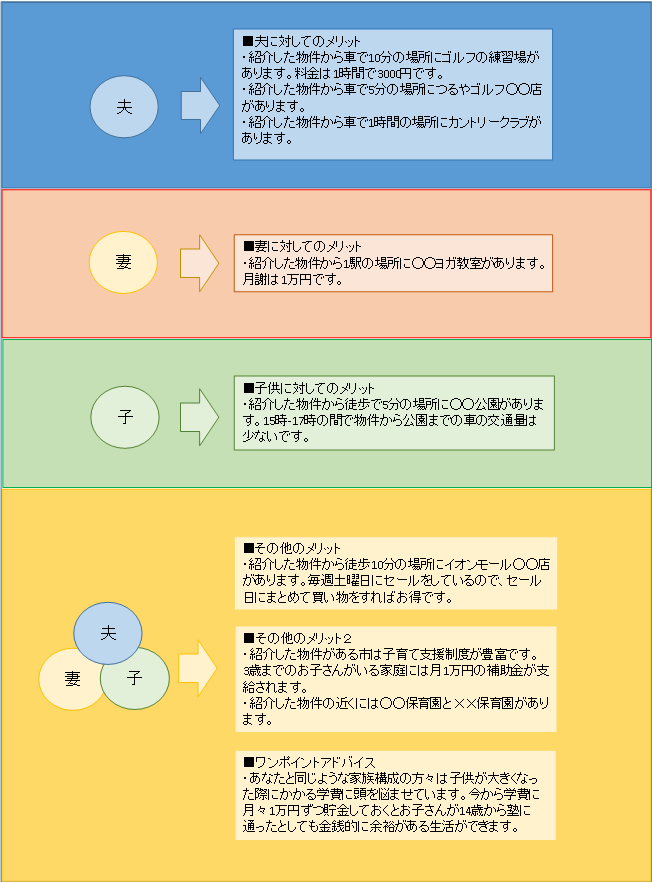 夫
■夫に対してのメリット
・紹介した物件から車で10分の場所にゴルフの練習場が
あります。料金は1時間で3000円です。
・紹介した物件から車で5分の場所につるやゴルフ〇〇店
があります。
・紹介した物件から車で1時間の場所にカントリークラブが
あります。
妻
■妻に対してのメリット
・紹介した物件から1駅の場所に〇〇ヨガ教室があります。
月謝は1万円です。
子
■子供に対してのメリット
・紹介した物件から徒歩で5分の場所に〇〇公園がありま
す。15時-17時の間で物件から公園までの車の交通量は
少ないです。
夫
妻
子
■その他のメリット
・紹介した物件から徒歩10分の場所にイオンモール〇〇店
があります。毎週土曜日にセールをしているので、セール
日にまとめて買い物をすればお得です。
■その他のメリット２
・紹介した物件がある市は子育て支援制度が豊富です。
3歳までのお子さんがいる家庭には月1万円の補助金が支
給されます。
・紹介した物件の近くには〇〇保育園と××保育園があり
ます。
■ワンポイントアドバイス
・あなたと同じような家族構成の方々は子供が大きくなっ
た際にかかる学費に頭を悩ませています。今から学費に
月々1万円ずつ貯金しておくとお子さんが14歳から塾に
通ったとしても金銭的に余裕がある生活ができます。